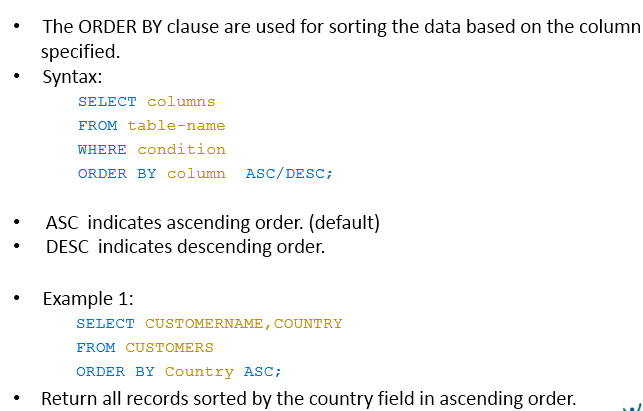 • The ORDER BY clause are used for sorting the data based on the column
specified.
• Syntax:
SELECT columns
FROM table-name
WHERE condition
ORDER BY column ASC/DESC;
• ASC indicates ascending order. (default)
• DESC indicates descending order.
• Example 1:
SELECT CUSTOMERNAME,COUNTRY
FROM CUSTOMERS
ORDER BY Country ASC;
• Return all records sorted by the country field in ascending order.